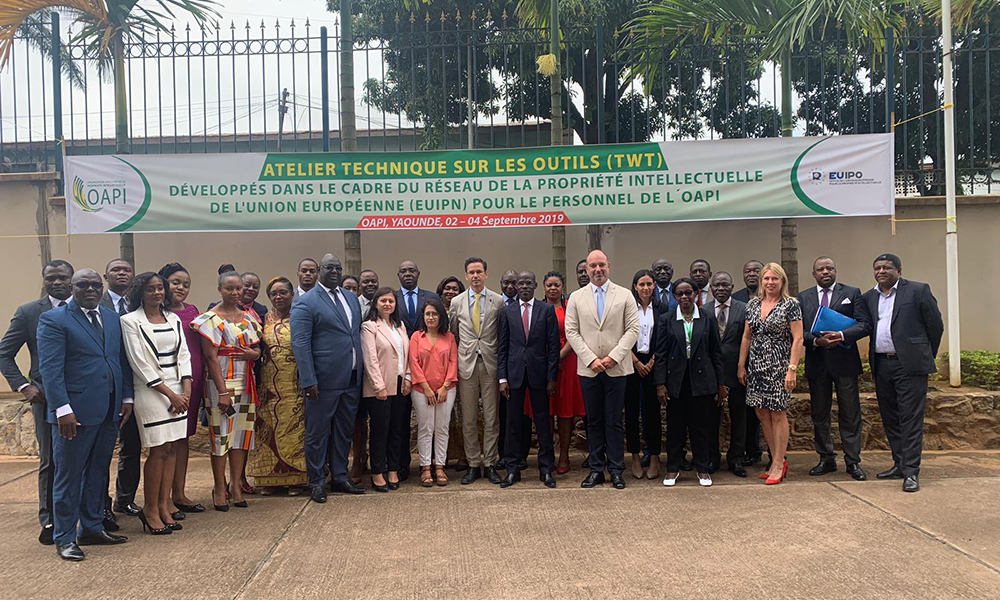 OAPI
ATELIER TECHNIQUE SUR LES OUTILS (TWT)
DÉVELOPPÉS DANS LE CADRE DU RÉSEAU DE LA PROPRIÉTÉ INTELLECTUELLE
DE L'UNION EUROPÉENNE (EUIPN) POUR LE PERSONNEL DE L´OAPI
OAPI, YAOUNDE, 02 – 04 Septembre 2019
EUIPO